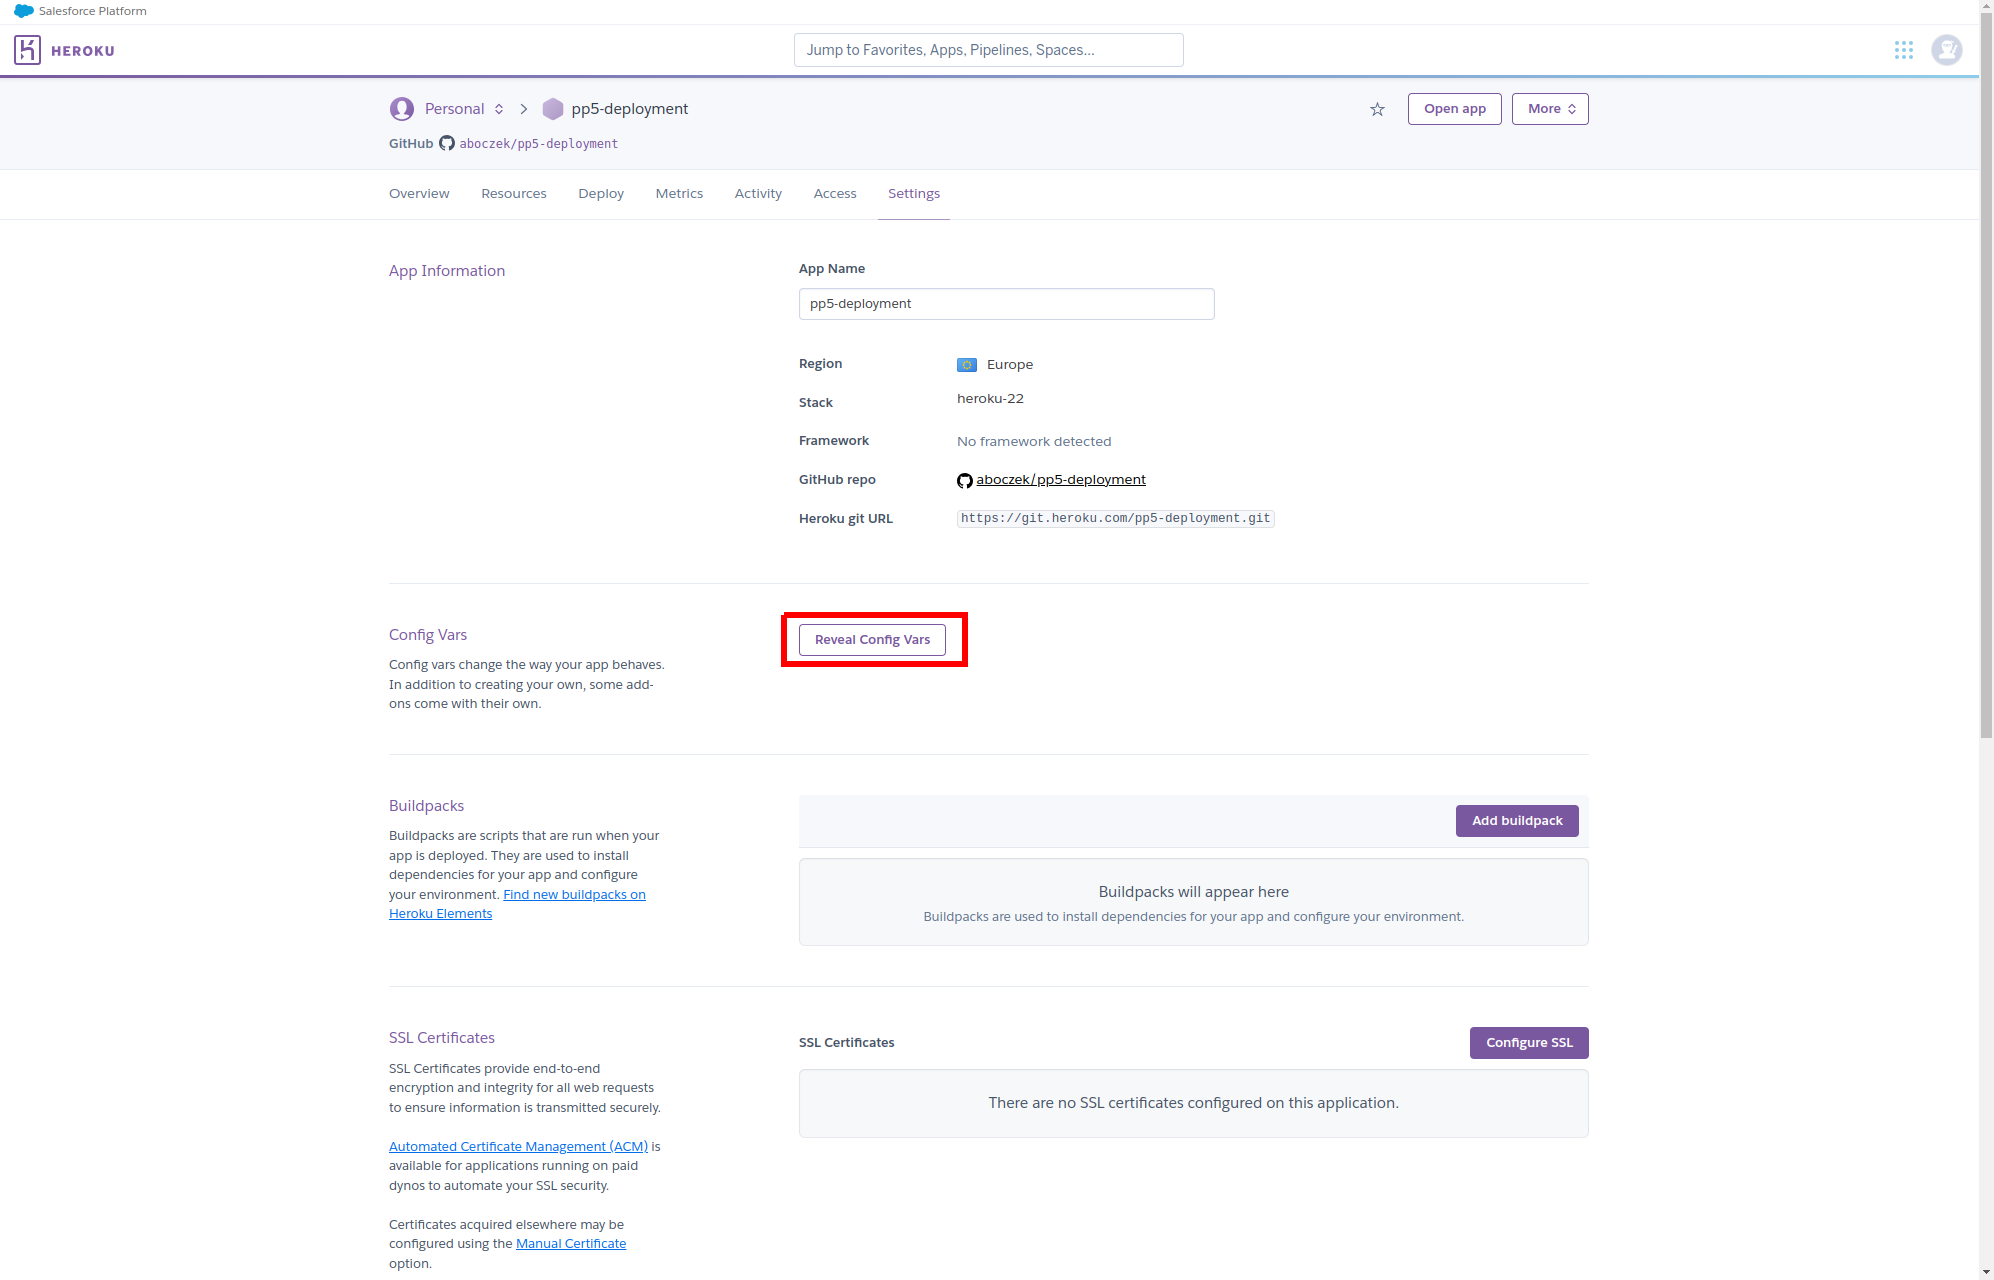 Salesforce Platform
HEROKU
Jump to Favorites, Apps, Pipelines, Spaces...
Personal
pp5-deployment
Open app
More
GitHub aboczek/pp5-deployment
Overview Resources Deploy Metrics Activity Access Settings
App Information
App Name
pp5-deployment
Region Europe
Stack heroku-22
Framework No framework detected
GitHub repo aboczek/pp5-deployment
Heroku git URL https://git.heroku.com/pp5-deployment.git
Config Vars
Config vars change the way your app behaves.
In addition to creating your own, some add-
ons come with their own.
Reveal Config Vars
Buildpacks
Buildpacks are scripts that are run when your
app is deployed. They are used to install
dependencies for your app and configure
your environment. Find new buildpacks on
Heroku Elements
Add buildpack
Buildpacks will appear here
Buildpacks are used to install dependencies for your app and configure your environment.
SSL Certificates
SSL Certificates provide end-to-end
encryption and integrity for all web requests
to ensure information is transmitted securely.
Automated Certificate Management (ACM) is
available for applications running on paid
dynos to automate your SSL security.
Certificates acquired elsewhere may be
configured using the Manual Certificate
option.
SSL Certificates
Configure SSL
There are no SSL certificates configured on this application.